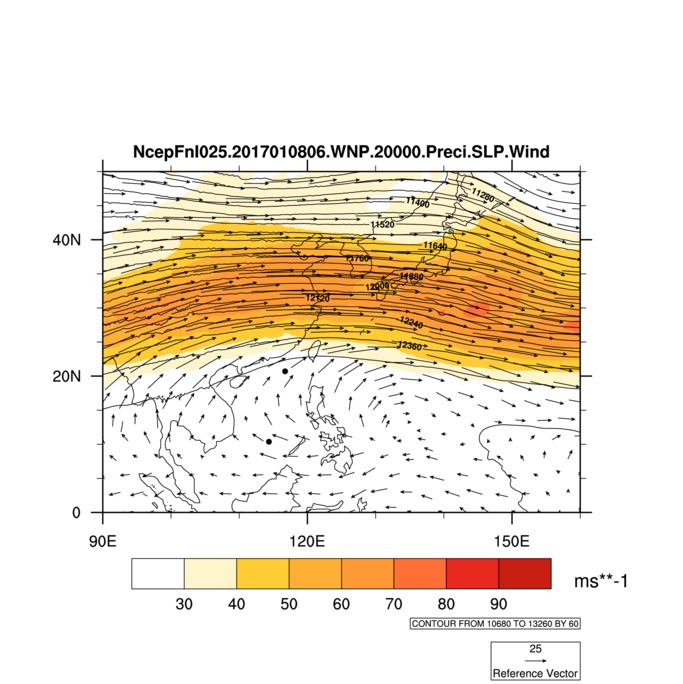 NcepFnl025.2017010806.WNP.20000.Preci.SLP.Wind
11400
11280
11520
40N
11640
11760
11880
12000
12120
12240
12360
20N
0
90E
120E
150E
ms**-1
30
40
50
60
70
80
90
CONTOUR FROM 10680 TO 13260 BY 60
25
Reference Vector